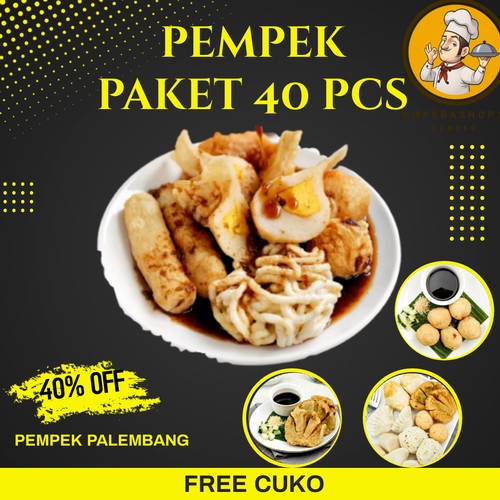 PEMPEK
PAKET 40 PCS
40% OFF
PEMPEK PALEMBANG
FREE CUKO